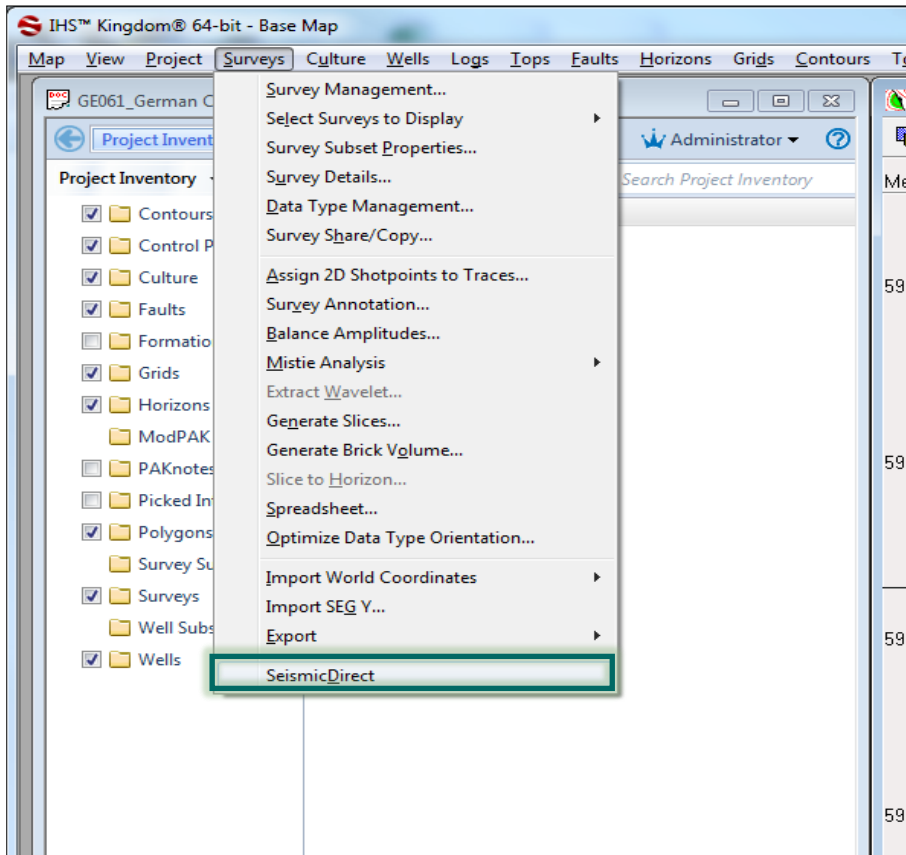 IHS™ Kingdom® 64-bit - Base Map
Map View Project Surveys Culture Wells Logs Tops Faults Horizons Grids Contours
DOC GE061_German C
Project Invent Administrator
Project Inventory Search Project Inventory
Contours
Control P
Culture
Faults
Formatio
Grids
Horizons
ModPAK
PAKnotes
Picked In
Polygons
Survey Su
Surveys
Well Subs
Wells
Survey Management...
Select Surveys to Display
Survey Subset Properties...
Survey Details...
Data Type Management...
Survey Share/Copy...
Assign 2D Shotpoints to Traces...
Survey Annotation...
Balance Amplitudes...
Mistie Analysis
Extract Wavelet...
Generate Slices...
Generate Brick Volume...
Slice to Horizon...
Spreadsheet...
Optimize Data Type Orientation...
Import World Coordinates
Import SEG Y...
Export
SeismicDirect
Me
59
59
59
59